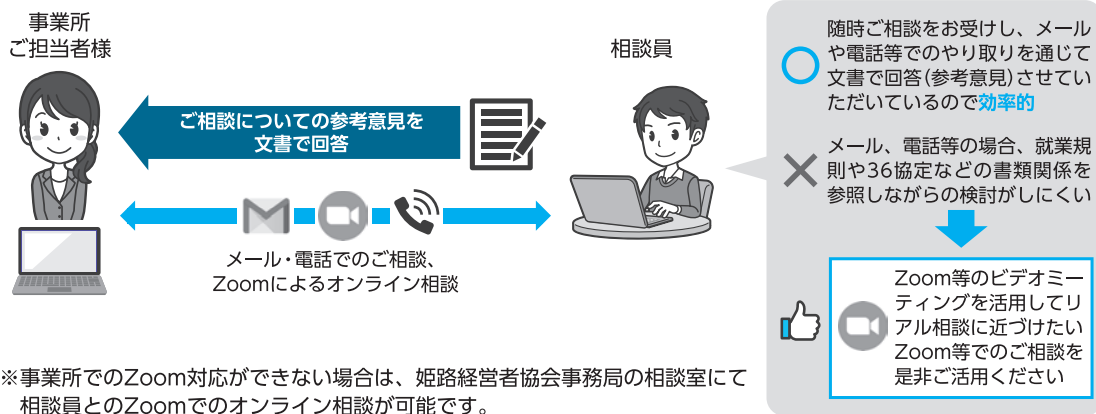 事業所
ご担当者様
相談員
ご相談についての参考意見を
文書で回答
メール・電話でのご相談、
Zoomによるオンライン相談
※事業所でのZoom対応ができない場合は、姫路経営者協会事務局の相談室にて
相談員とのZoomでのオンライン相談が可能です。
随時ご相談をお受けし、メール
や電話等でのやり取りを通じて
文書で回答(参考意見)させてい
ただいているので効率的
メール、電話等の場合、就業規
則や36協定などの書類関係を
参照しながらの検討がしにくい
Zoom等のビデオミー
ティングを活用してリ
アル相談に近づけたい
Zoom等でのご相談を
是非ご活用ください